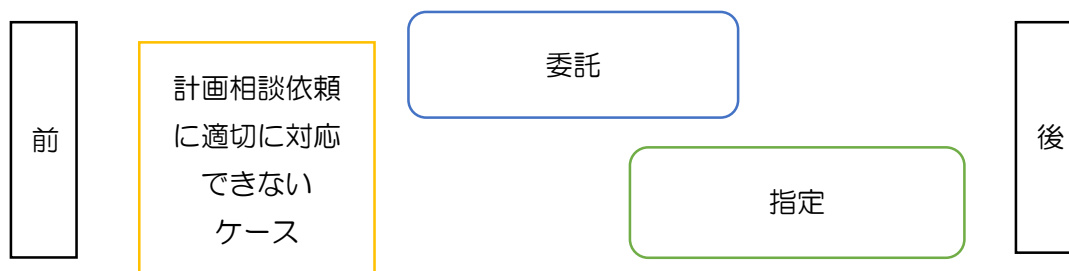 前
計画相談依頼
に適切に対応
できない
ケース
委託
指定
後